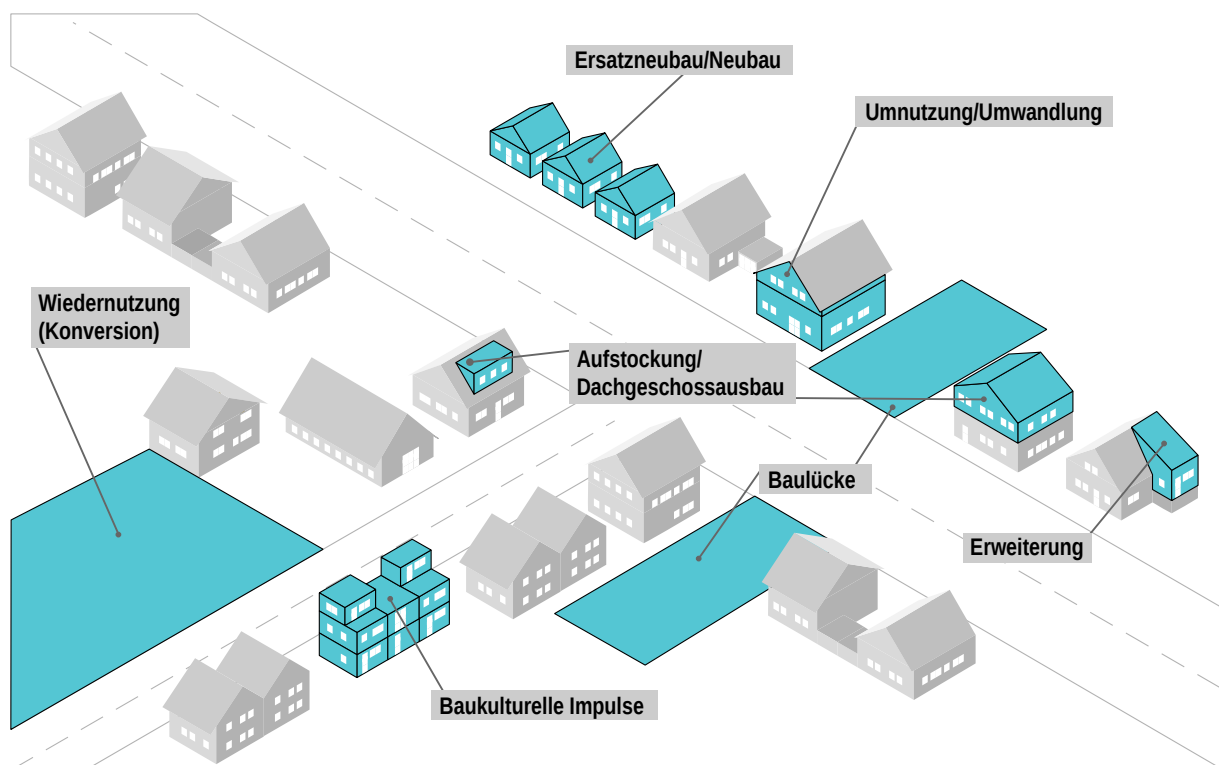 Ersatzneubau/Neubau
Umnutzung/Umwandlung
Wiedernutzung
(Konversion)
Aufstockung/
Dachgeschossausbau
Baulücke
Erweiterung
Baukulturelle Impulse